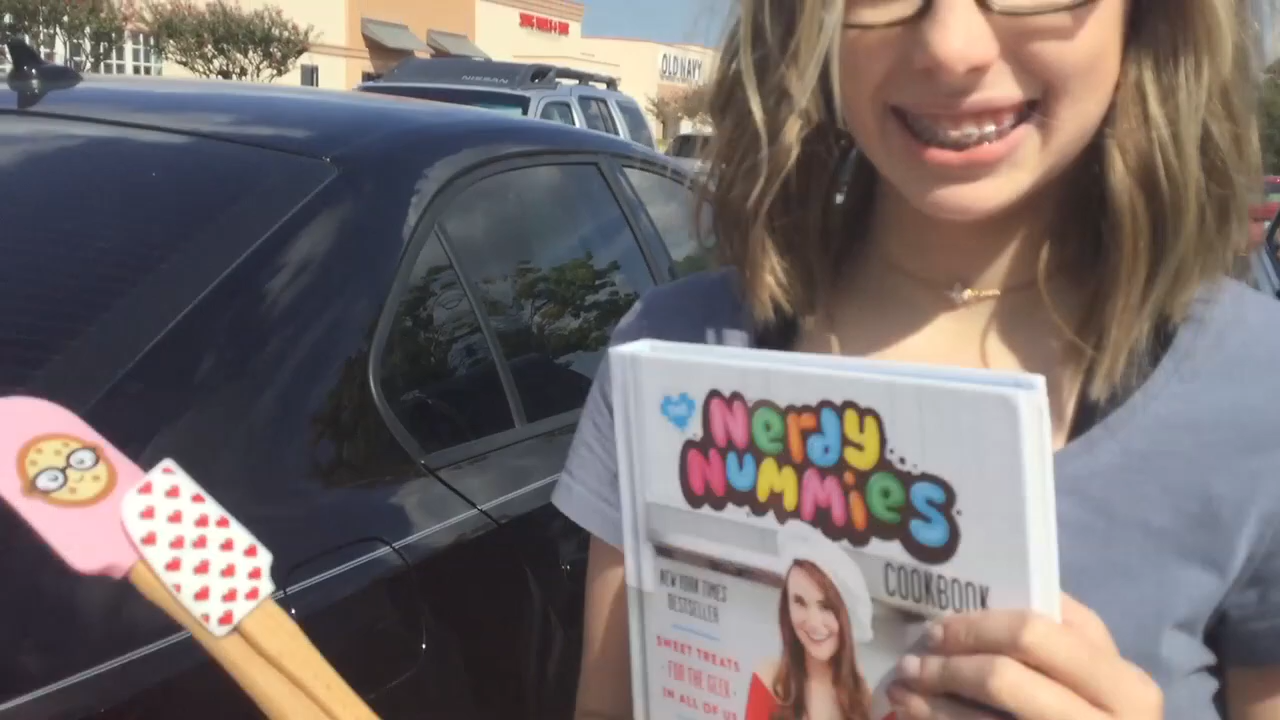 OLD NAVY
NISSAN
THE
Nerdy
NUMMies
COOKBOOK
NEW YORK TIMES
BESTSELLER
SWEET TREATS
FOR THE GEEK
IN ALL OF US